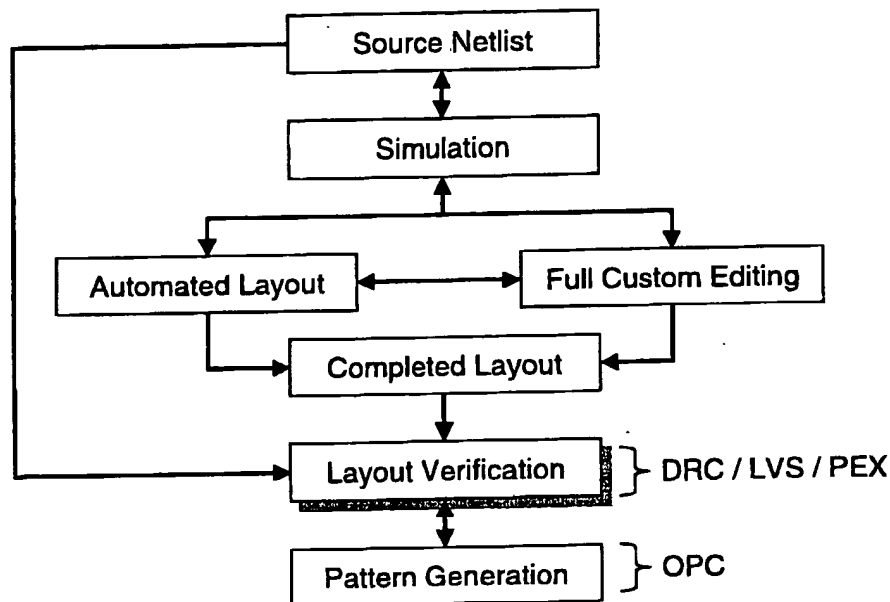 Source Netlist
Simulation
Automated Layout
Full Custom Editing
Completed Layout
Layout Verification
DRC / LVS / PEX
Pattern Generation
OPC